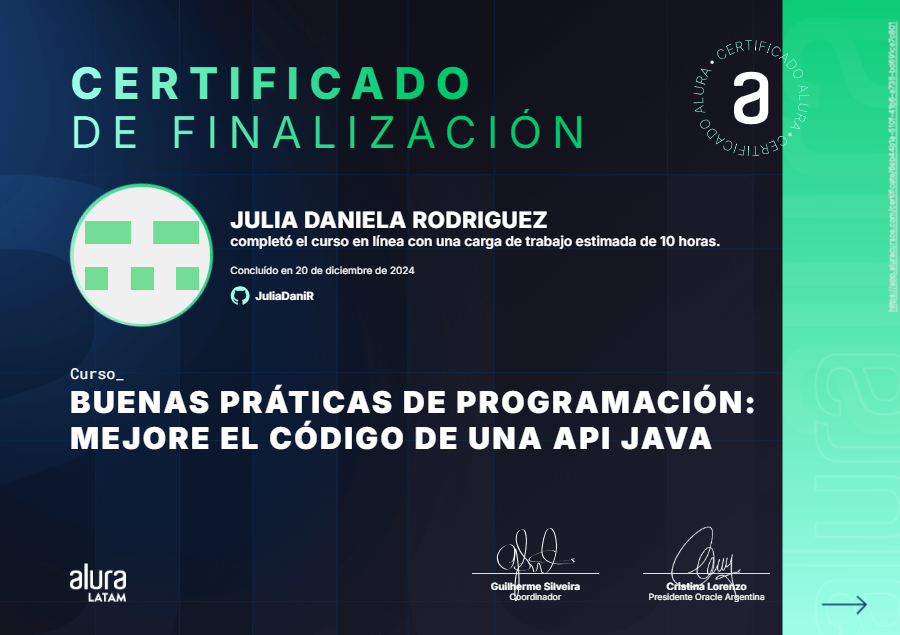 CERTIFICADO
DE FINALIZACIÓN
CERTIFICADO ALURA • CERTIFICADO ALURA •
a
JULIA DANIELA RODRIGUEZ
completó el curso en línea con una carga de trabajo estimada de 10 horas.
Concluído en 20 de diciembre de 2024
JuliaDaniR
Curso_
BUENAS PRÁTICAS DE PROGRAMACIÓN:
MEJORE EL CÓDIGO DE UNA API JAVA
alura
LATAM
Guilherme Silveira
Coordinador
Cristina Lorenzo
Presidente Oracle Argentina
alura